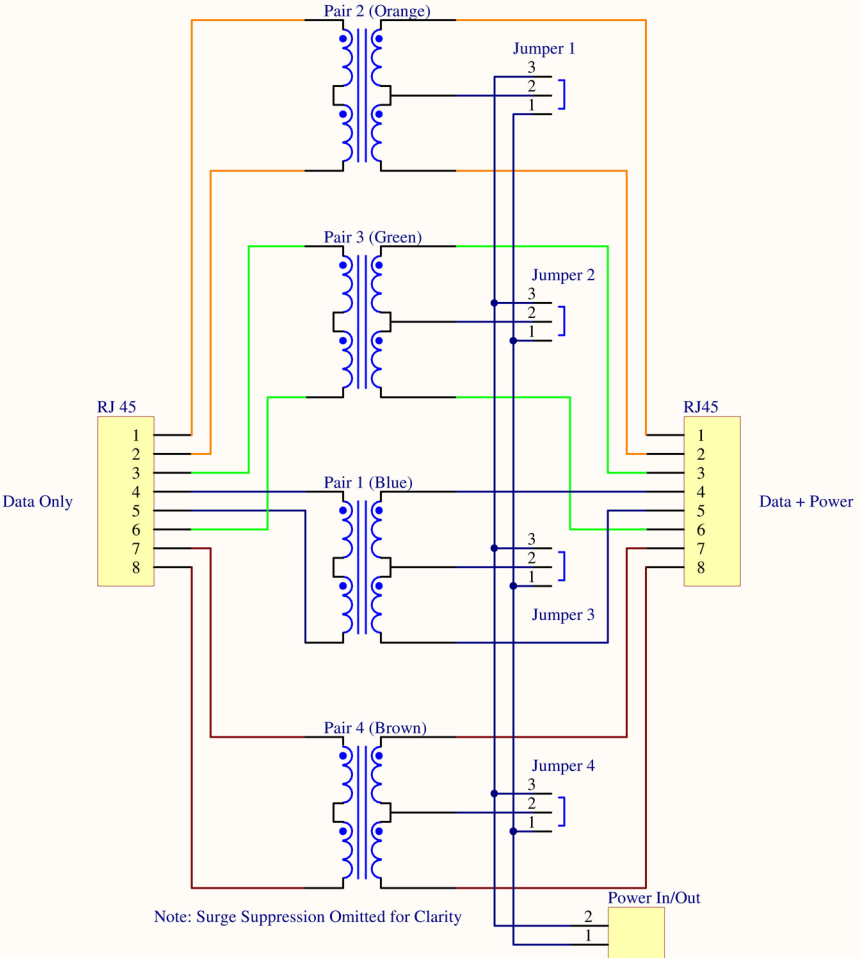 Pair 2 (Orange)
Jumper 1
3
2
1
Pair 3 (Green)
Jumper 2
3
2
1
RJ 45
1
2
3
4
5
6
7
8
Data Only
Pair 1 (Blue)
3
2
1
Jumper 3
RJ45
1
2
3
4
5
6
7
8
Data + Power
Pair 4 (Brown)
Jumper 4
3
2
1
Note: Surge Suppression Omitted for Clarity
Power In/Out
2
1